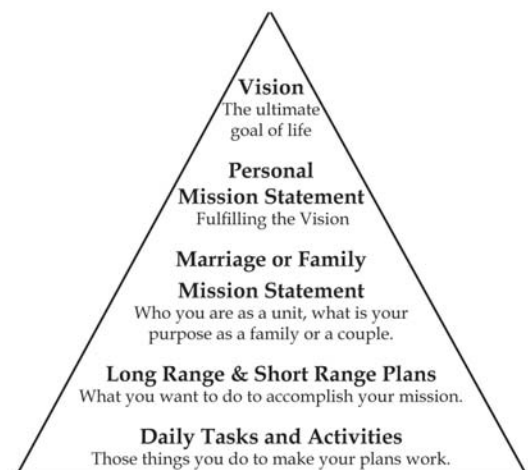 Vision
The ultimate
goal of life
Personal
Mission Statement
Fulfilling the Vision
Marriage or Family
Mission Statement
Who you are as a unit, what is your
purpose as a family or a couple.
Long Range & Short Range Plans
What you want to do to accomplish your mission.
Daily Tasks and Activities
Those things you do to make your plans work.